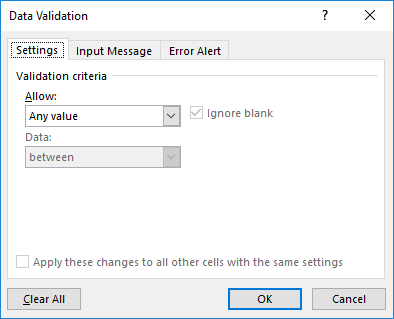 Data Validation
?
Settings
Input Message
Error Alert
Validation criteria
Allow:
Any value
Ignore blank
Data:
between
Apply these changes to all other cells with the same settings
Clear All
OK
Cancel